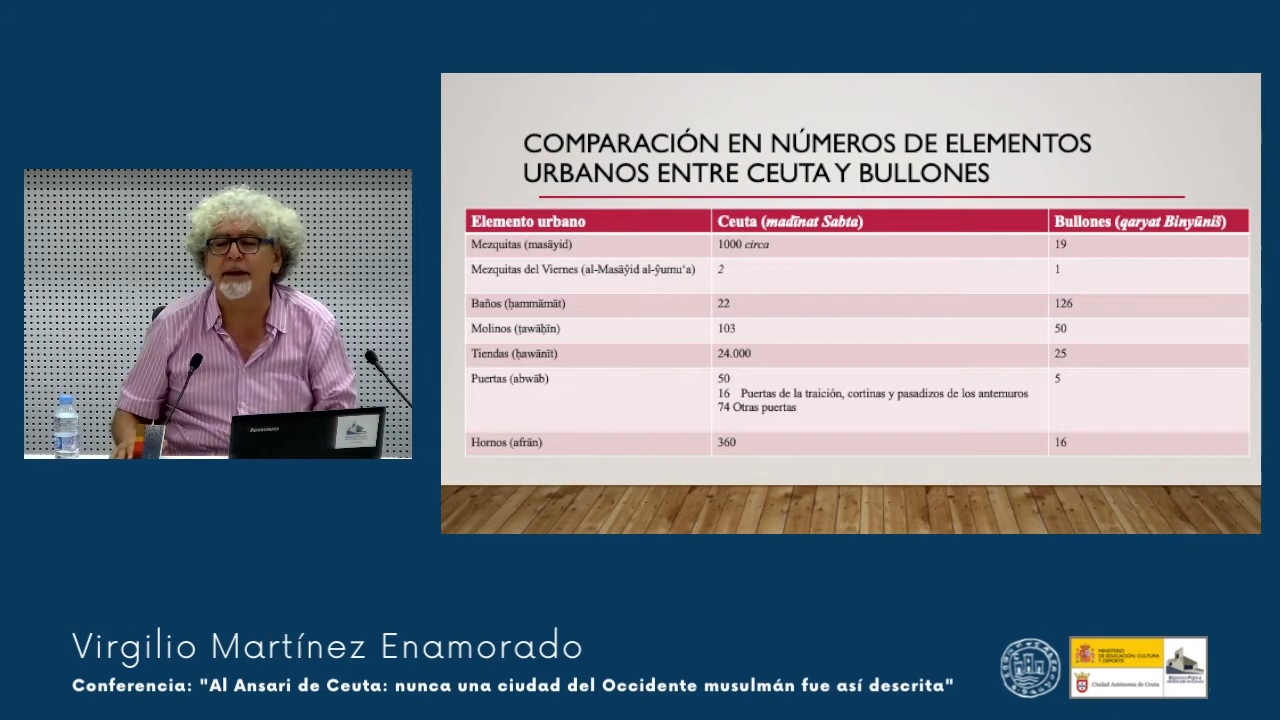 COMPARACIÓN EN NÚMEROS DE ELEMENTOS
URBANOS ENTRE CEUTA Y BULLONES
Elemento urbano Ceuta (madīnat Sabta) Bullones (qaryat Binyūniš)
Mezquitas (masāyid) 1000 circa 19
Mezquitas del Viernes (al-Masāŷid al-ŷumu‘a) 2 1
Baños (ḥammāmāt) 22 126
Molinos (ṭawāḥīn) 103 50
Tiendas (ḥawānīt) 24.000 25
Puertas (abwāb) 50 5
16 Puertas de la traición, cortinas y pasadizos de los antemuros
74 Otras puertas
Hornos (afrān) 360 16
lenovo
Virgilio Martínez Enamorado
Conferencia: "Al Ansari de Ceuta: nunca una ciudad del Occidente musulmán fue así descrita"
MINISTERIO
DE EDUCACIÓN, CULTURA
Y DEPORTE
Ciudad Autónoma de Ceuta